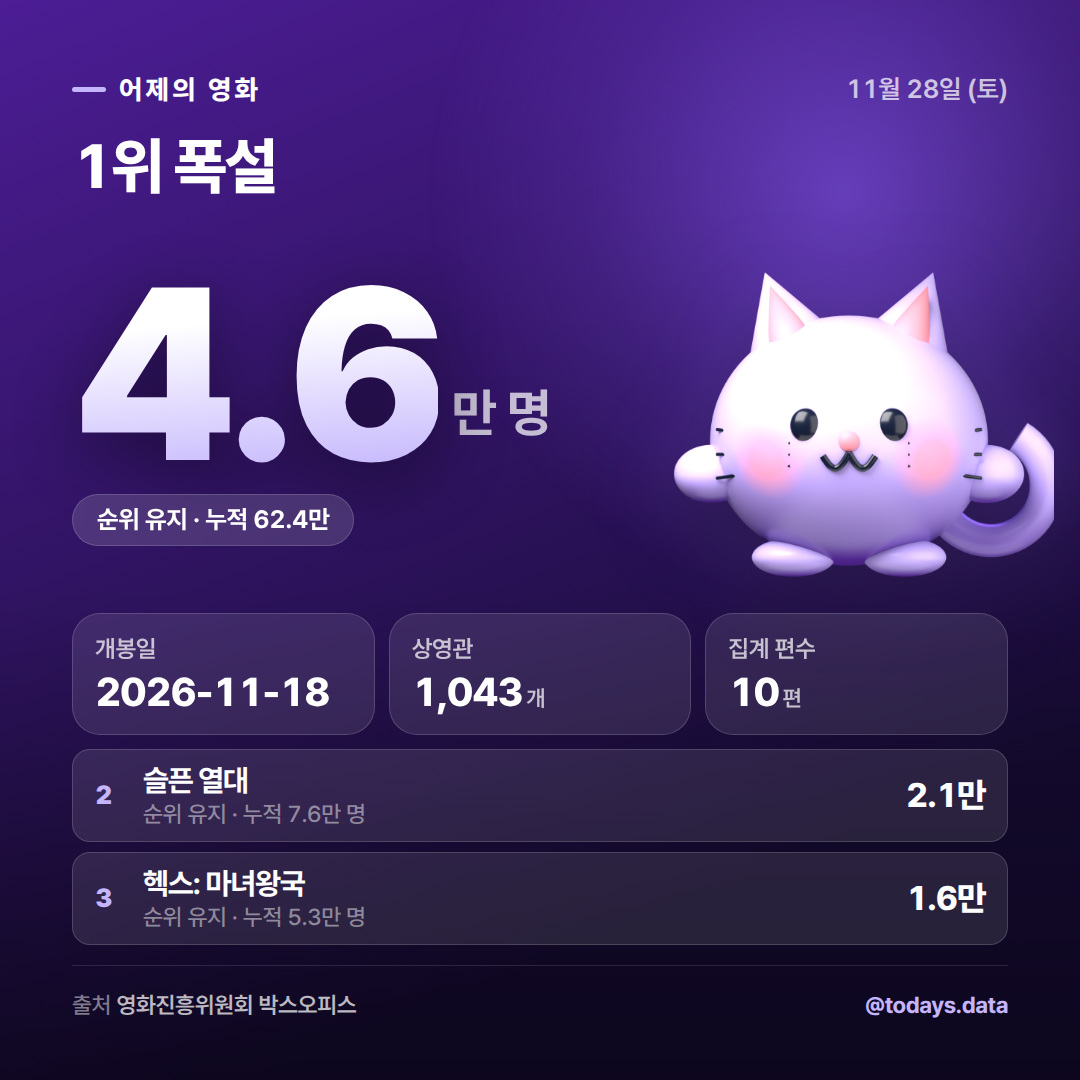 어제의 영화
11월 28일 (토)
1위 폭설
4.6만 명
순위 유지 · 누적 62.4만
개봉일
2026-11-18
상영관
1,043개
집계 편수
10편
2
슬픈 열대
순위 유지 · 누적 7.6만 명
2.1만
3
헥스: 마녀왕국
순위 유지 · 누적 5.3만 명
1.6만
출처 영화진흥위원회 박스오피스
@todays.data